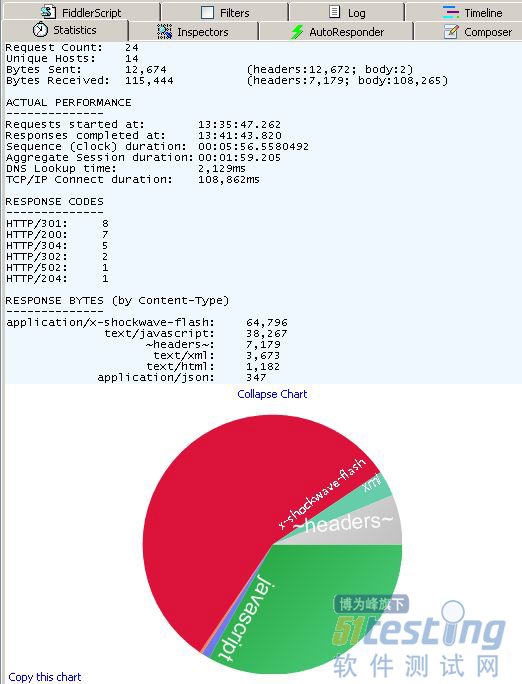 FiddlerScript Filters Log Timeline
Statistics Inspectors AutoResponder Composer
Request Count: 24
Unique Hosts: 14
Bytes Sent: 12,674 (headers:12,672; body:2)
Bytes Received: 115,444 (headers:7,179; body:108,265)
ACTUAL PERFORMANCE
--------------
Requests started at: 13:35:47.262
Responses completed at: 13:41:43.820
Sequence (clock) duration: 00:05:56.5580492
Aggregate Session duration: 00:01:59.205
DNS Lookup time: 2,129ms
TCP/IP Connect duration: 108,862ms
RESPONSE CODES
--------------
HTTP/301: 8
HTTP/200: 7
HTTP/304: 5
HTTP/302: 2
HTTP/502: 1
HTTP/204: 1
RESPONSE BYTES (by Content-Type)
--------------
application/x-shockwave-flash: 64,796
text/javascript: 38,267
~headers~: 7,179
text/xml: 3,673
text/html: 1,182
application/json: 347
Collapse Chart
x-shockwave-flash
xml
~headers~
javascript
博为峰旗下
51testing
软件测试网
Copy this chart